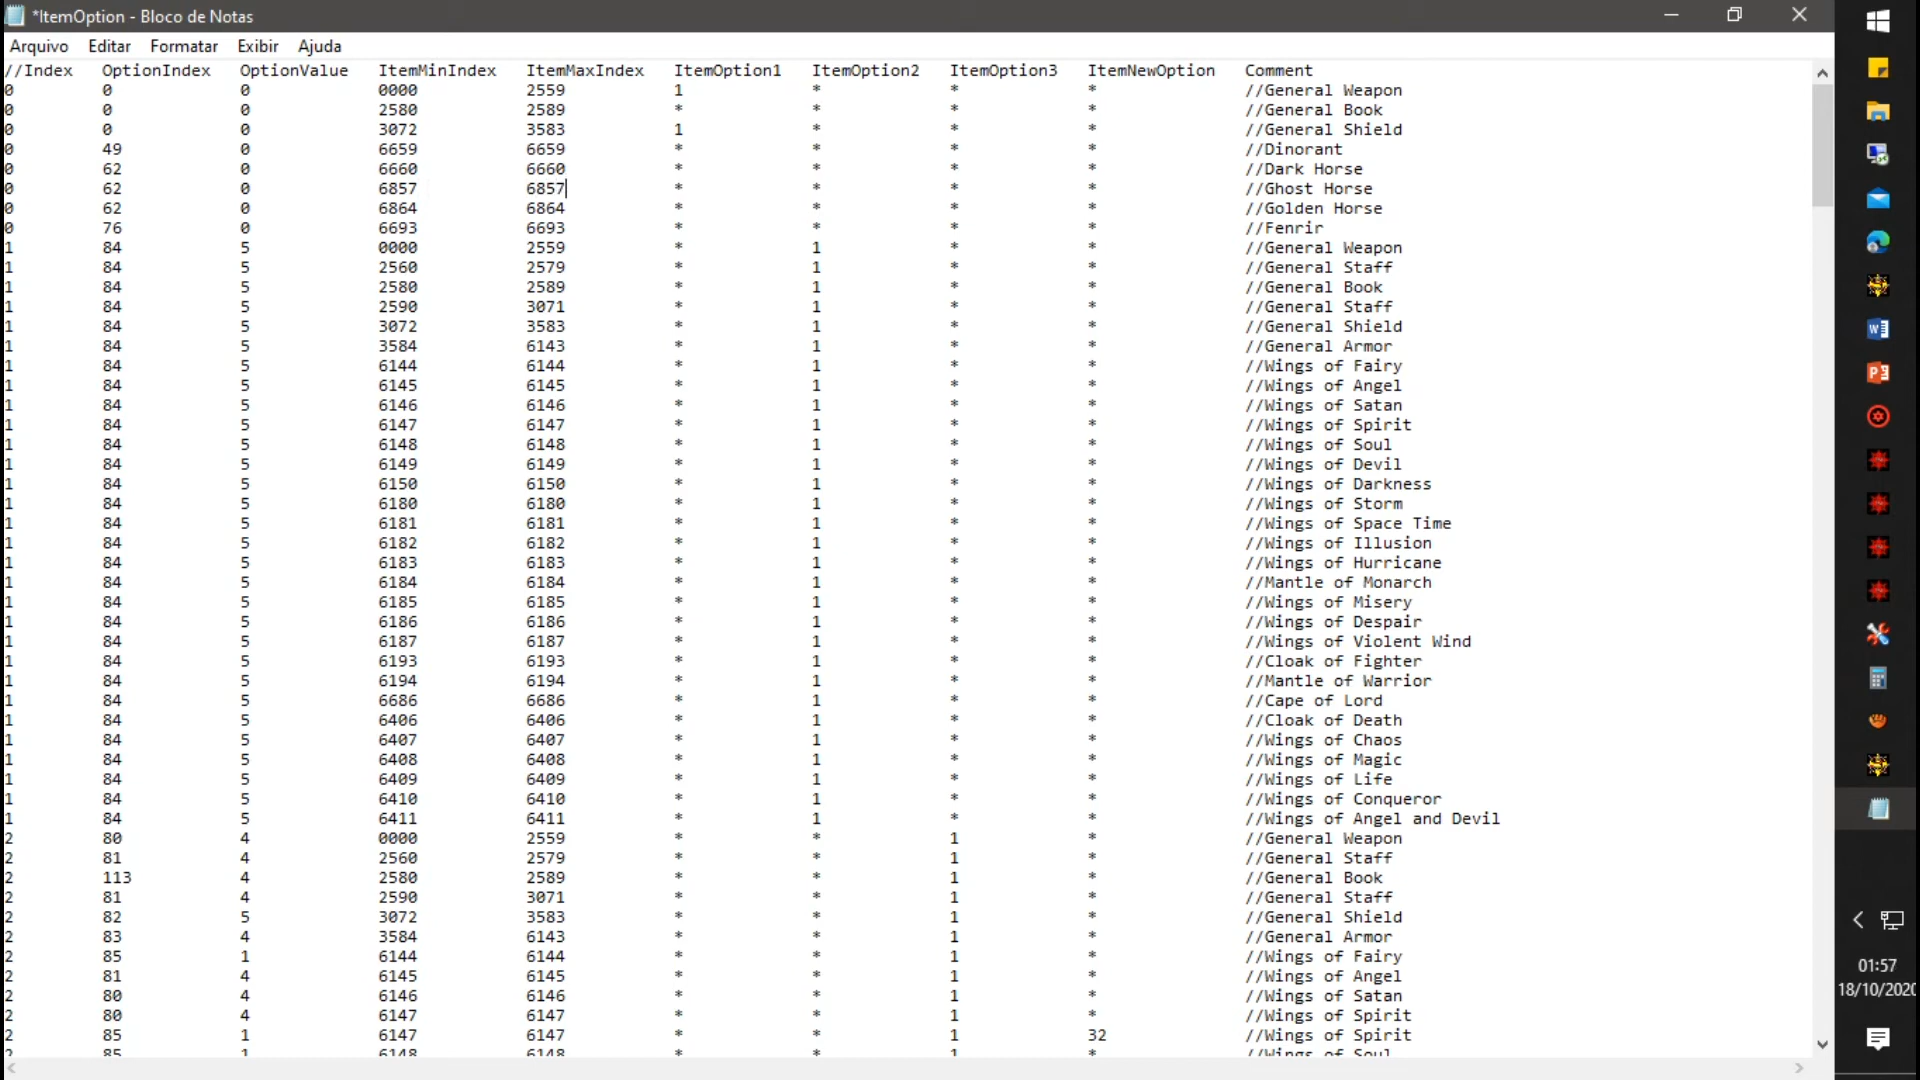 *ItemOption - Bloco de Notas
Arquivo Editar Formatar Exibir Ajuda
//Index OptionIndex OptionValue ItemMinIndex ItemMaxIndex ItemOption1 ItemOption2 ItemOption3 ItemNewOption Comment
0 0 0 0000 2559 1 * * * //General Weapon
0 0 0 2580 2589 * * * * //General Book
0 0 0 3072 3583 1 * * * //General Shield
0 49 0 6659 6659 * * * * //Dinorant
0 62 0 6660 6660 * * * * //Dark Horse
0 62 0 6857 6857 * * * * //Ghost Horse
0 62 0 6864 6864 * * * * //Golden Horse
0 76 0 6693 6693 * * * * //Fenrir
1 84 5 0000 2559 * 1 * * //General Weapon
1 84 5 2560 2579 * 1 * * //General Staff
1 84 5 2580 2589 * 1 * * //General Book
1 84 5 2590 3071 * 1 * * //General Staff
1 84 5 3072 3583 * 1 * * //General Shield
1 84 5 3584 6143 * 1 * * //General Armor
1 84 5 6144 6144 * 1 * * //Wings of Fairy
1 84 5 6145 6145 * 1 * * //Wings of Angel
1 84 5 6146 6146 * 1 * * //Wings of Satan
1 84 5 6147 6147 * 1 * * //Wings of Spirit
1 84 5 6148 6148 * 1 * * //Wings of Soul
1 84 5 6149 6149 * 1 * * //Wings of Devil
1 84 5 6150 6150 * 1 * * //Wings of Darkness
1 84 5 6180 6180 * 1 * * //Wings of Storm
1 84 5 6181 6181 * 1 * * //Wings of Space Time
1 84 5 6182 6182 * 1 * * //Wings of Illusion
1 84 5 6183 6183 * 1 * * //Wings of Hurricane
1 84 5 6184 6184 * 1 * * //Mantle of Monarch
1 84 5 6185 6185 * 1 * * //Wings of Misery
1 84 5 6186 6186 * 1 * * //Wings of Despair
1 84 5 6187 6187 * 1 * * //Wings of Violent Wind
1 84 5 6193 6193 * 1 * * //Cloak of Fighter
1 84 5 6194 6194 * 1 * * //Mantle of Warrior
1 84 5 6686 6686 * 1 * * //Cape of Lord
1 84 5 6406 6406 * 1 * * //Cloak of Death
1 84 5 6407 6407 * 1 * * //Wings of Chaos
1 84 5 6408 6408 * 1 * * //Wings of Magic
1 84 5 6409 6409 * 1 * * //Wings of Life
1 84 5 6410 6410 * 1 * * //Wings of Conqueror
1 84 5 6411 6411 * 1 * * //Wings of Angel and Devil
2 80 4 0000 2559 * * 1 * //General Weapon
2 81 4 2560 2579 * * 1 * //General Staff
2 113 4 2580 2589 * * 1 * //General Book
2 81 4 2590 3071 * * 1 * //General Staff
2 82 5 3072 3583 * * 1 * //General Shield
2 83 4 3584 6143 * * 1 * //General Armor
2 85 1 6144 6144 * * 1 * //Wings of Fairy
2 81 4 6145 6145 * * 1 * //Wings of Angel
2 80 4 6146 6146 * * 1 * //Wings of Satan
2 80 4 6147 6147 * * 1 * //Wings of Spirit
2 85 1 6147 6147 * * 1 32 //Wings of Spirit
2 85 1 6148 6148 * * 1 * //Wings of Soul
01:57
18/10/2020